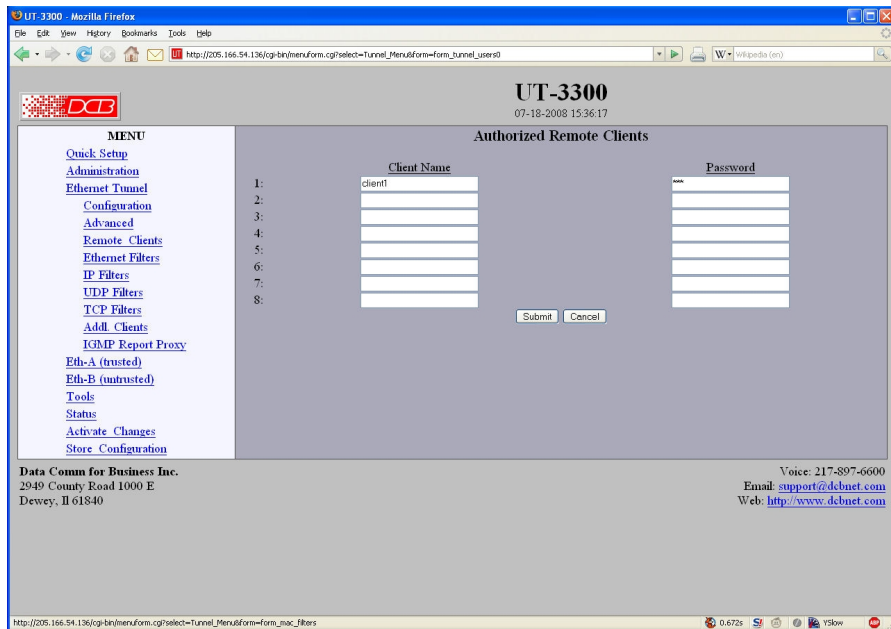 UT-3300 - Mozilla Firefox
File Edit View History Bookmarks Tools Help
http://205.166.54.136/cgi-bin/menuform.cgi?select=Tunnel_Menu&form=form_tunnel_users0
W Wikipedia (en)
DCB
UT-3300
07-18-2008 15:36:17
MENU
Quick Setup
Administration
Ethernet Tunnel
Configuration
Advanced
Remote Clients
Ethernet Filters
IP Filters
UDP Filters
TCP Filters
Addl. Clients
IGMP Report Proxy
Eth-A (trusted)
Eth-B (untrusted)
Tools
Status
Activate Changes
Store Configuration
Authorized Remote Clients
Client Name Password
1: client1 ****
2:
3:
4:
5:
6:
7:
8:
Submit Cancel
Data Comm for Business Inc.
2949 County Road 1000 E
Dewey, Il 61840
Voice: 217-897-6600
Email: support@dcbnet.com
Web: http://www.dcbnet.com
http://205.166.54.136/cgi-bin/menuform.cgi?select=Tunnel_Menu&form=form_mac_filters
0.672s YSlow ABP